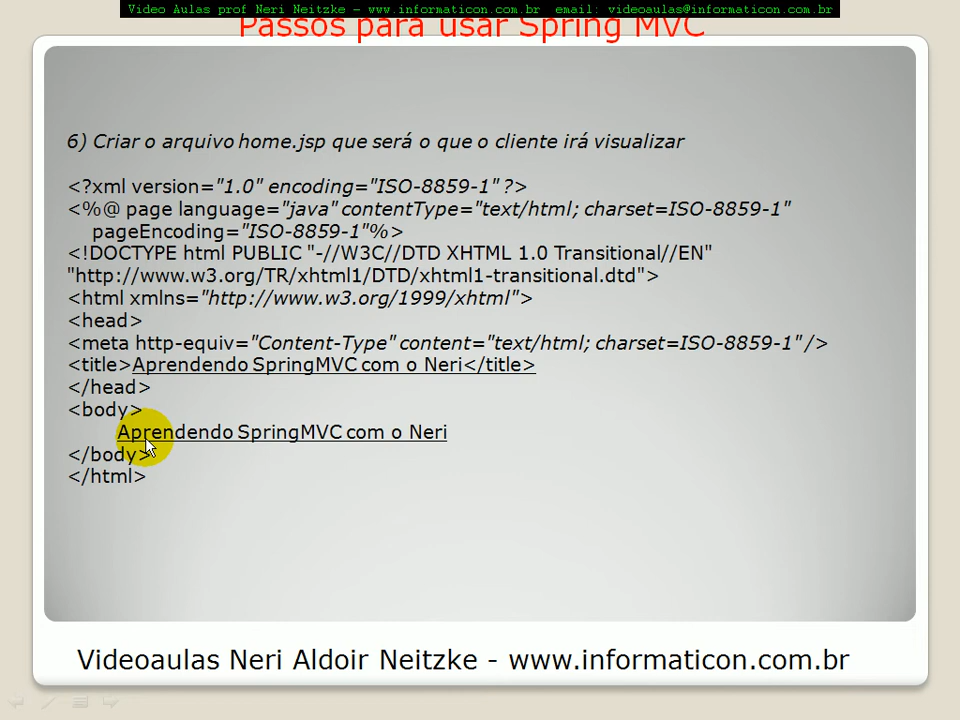 Video Aulas prof Neri Neitzke - www.informaticon.com.br email: videoaulas@informaticon.com.br
Passos para usar Spring MVC
6) Criar o arquivo home.jsp que será o que o cliente irá visualizar
<?xml version="1.0" encoding="ISO-8859-1" ?>
<%@ page language="java" contentType="text/html; charset=ISO-8859-1"
pageEncoding="ISO-8859-1"%>
<!DOCTYPE html PUBLIC "-//W3C//DTD XHTML 1.0 Transitional//EN"
"http://www.w3.org/TR/xhtml1/DTD/xhtml1-transitional.dtd">
<html xmlns="http://www.w3.org/1999/xhtml">
<head>
<meta http-equiv="Content-Type" content="text/html; charset=ISO-8859-1" />
<title>Aprendendo SpringMVC com o Neri</title>
</head>
<body>
Aprendendo SpringMVC com o Neri
</body>
</html>
Videoaulas Neri Aldoir Neitzke - www.informaticon.com.br